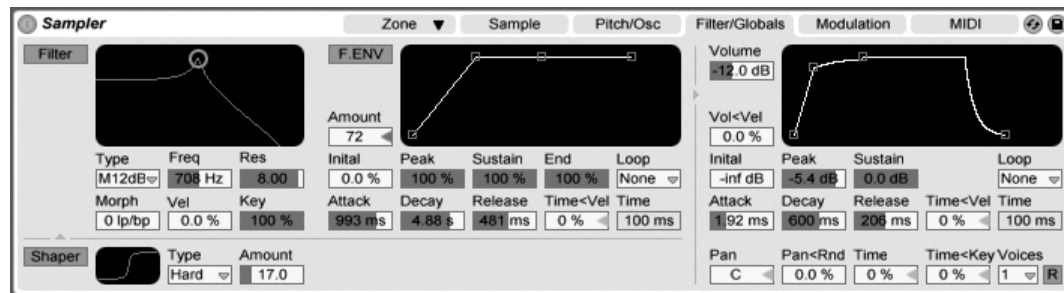 Sampler
Zone ▼ Sample Pitch/Osc Filter/Globals Modulation MIDI
Filter
Type Freq Res
M12dB 708 Hz 8.00
Morph Vel Key
0 lp/bp 0.0 % 100 %
Shaper
Type Amount
Hard 17.0
F.ENV
Amount
72
Inital Peak Sustain End Loop
0.0 % 100 % 100 % 100 % None
Attack Decay Release Time<Vel Time
993 ms 4.88 s 481 ms 0 % 100 ms
Volume
-12.0 dB
Vol<Vel
0.0 %
Inital Peak Sustain Loop
-inf dB -5.4 dB 0.0 dB None
Attack Decay Release Time<Vel Time
1.92 ms 600 ms 206 ms 0 % 100 ms
Pan Pan<Rnd Time Time<Key Voices
C 0.0 % 0 % 0 % 1 R